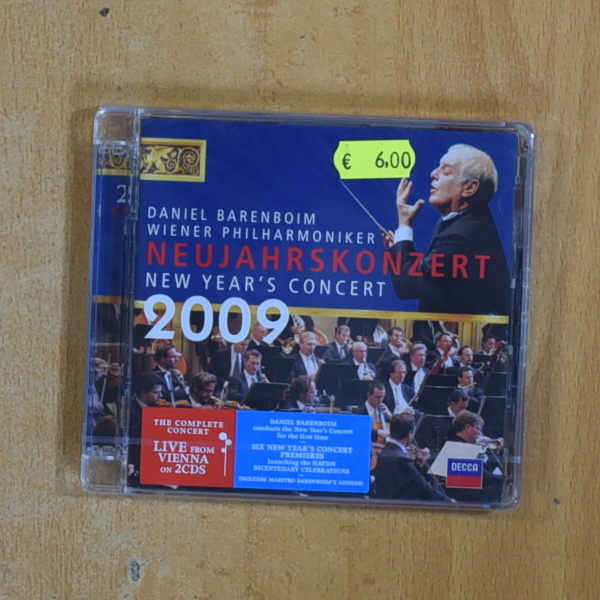 € 6,00
2
DANIEL BARENBOIM
WIENER PHILHARMONIKER
NEUJAHRSKONZERT
NEW YEAR'S CONCERT
2009
THE COMPLETE
CONCERT
LIVE FROM
VIENNA
ON 2CDS
DANIEL BARENBOIM
conducts the New Year's Concert
for the first time
SIX NEW YEAR'S CONCERT
PREMIERES
launching the HAYDN
BICENTENARY CELEBRATIONS
INCLUDES MAESTRO BARENBOIM'S ADDRESS
DECCA